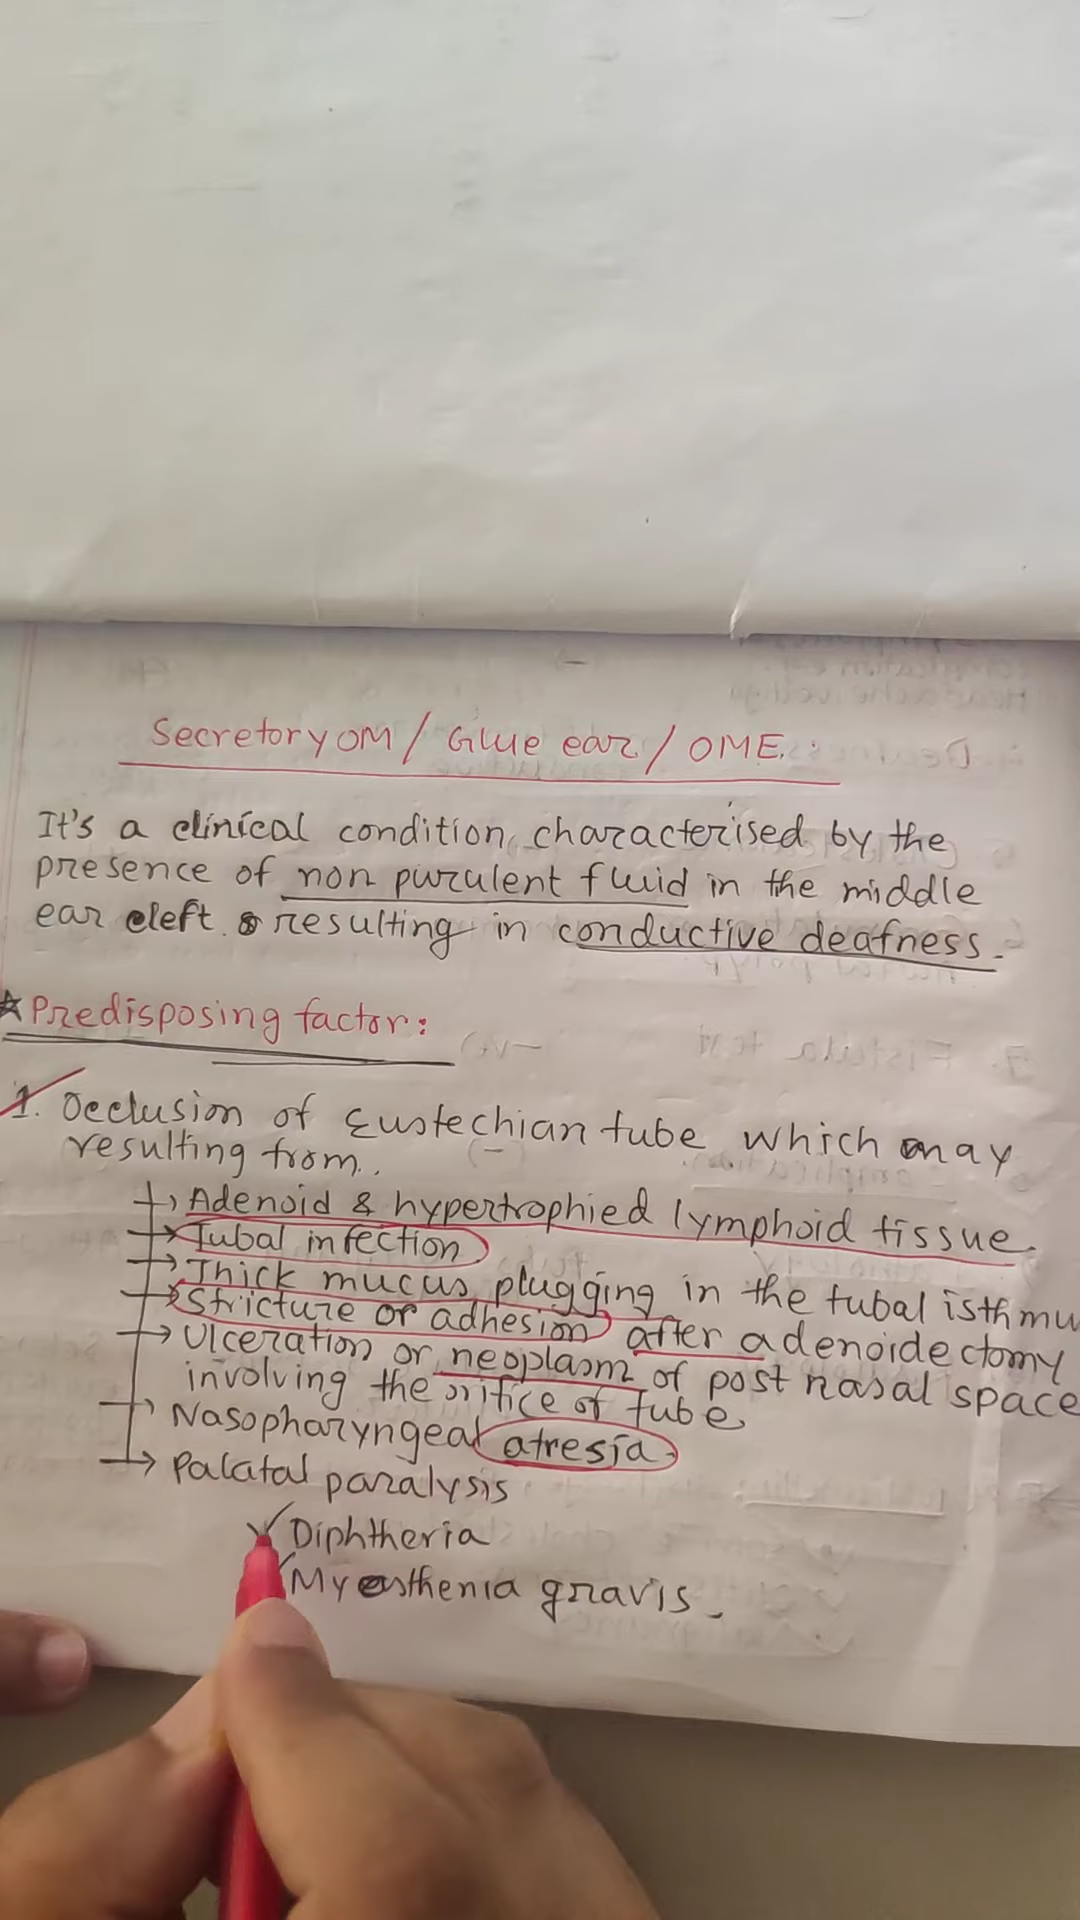 Secretory OM / Glue ear / OME :
It's a clinical condition characterised by the
presence of non purulent fluid in the middle
ear cleft & resulting in conductive deafness.
Predisposing factor:
1. Occlusion of Eustechian tube which may
resulting from.
→ Adenoid & hypertrophied lymphoid tissue.
→ Tubal infection
→ Thick mucus plugging in the tubal isthmu
→ Stricture or adhesion after adenoidectomy
→ Ulceration or neoplasm of post nasal space
involving the orifice of tube
→ Nasopharyngeal atresia.
→ Palatal paralysis
✓ Diphtheria
✓ Myasthenia gravis.